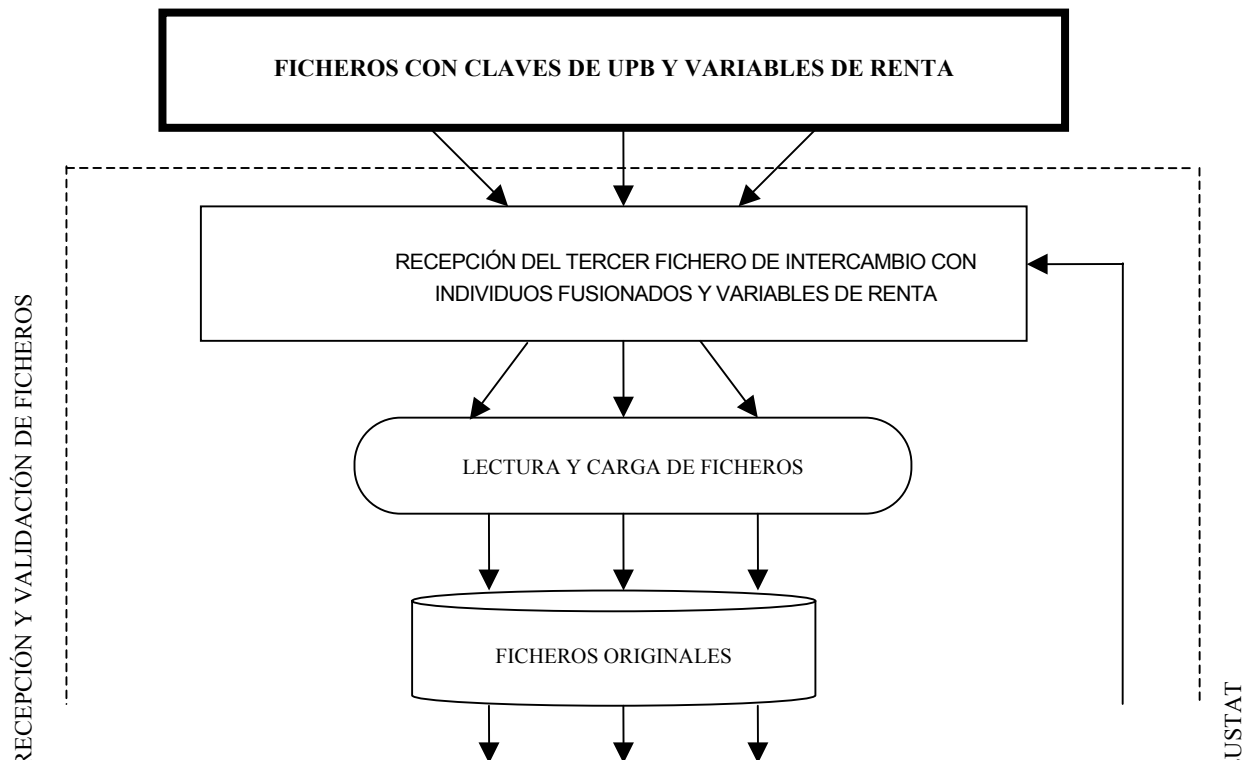 FICHEROS CON CLAVES DE UPB Y VARIABLES DE RENTA
RECEPCIÓN DEL TERCER FICHERO DE INTERCAMBIO CON
INDIVIDUOS FUSIONADOS Y VARIABLES DE RENTA
LECTURA Y CARGA DE FICHEROS
FICHEROS ORIGINALES
RECEPCIÓN Y VALIDACIÓN DE FICHEROS
USTAT